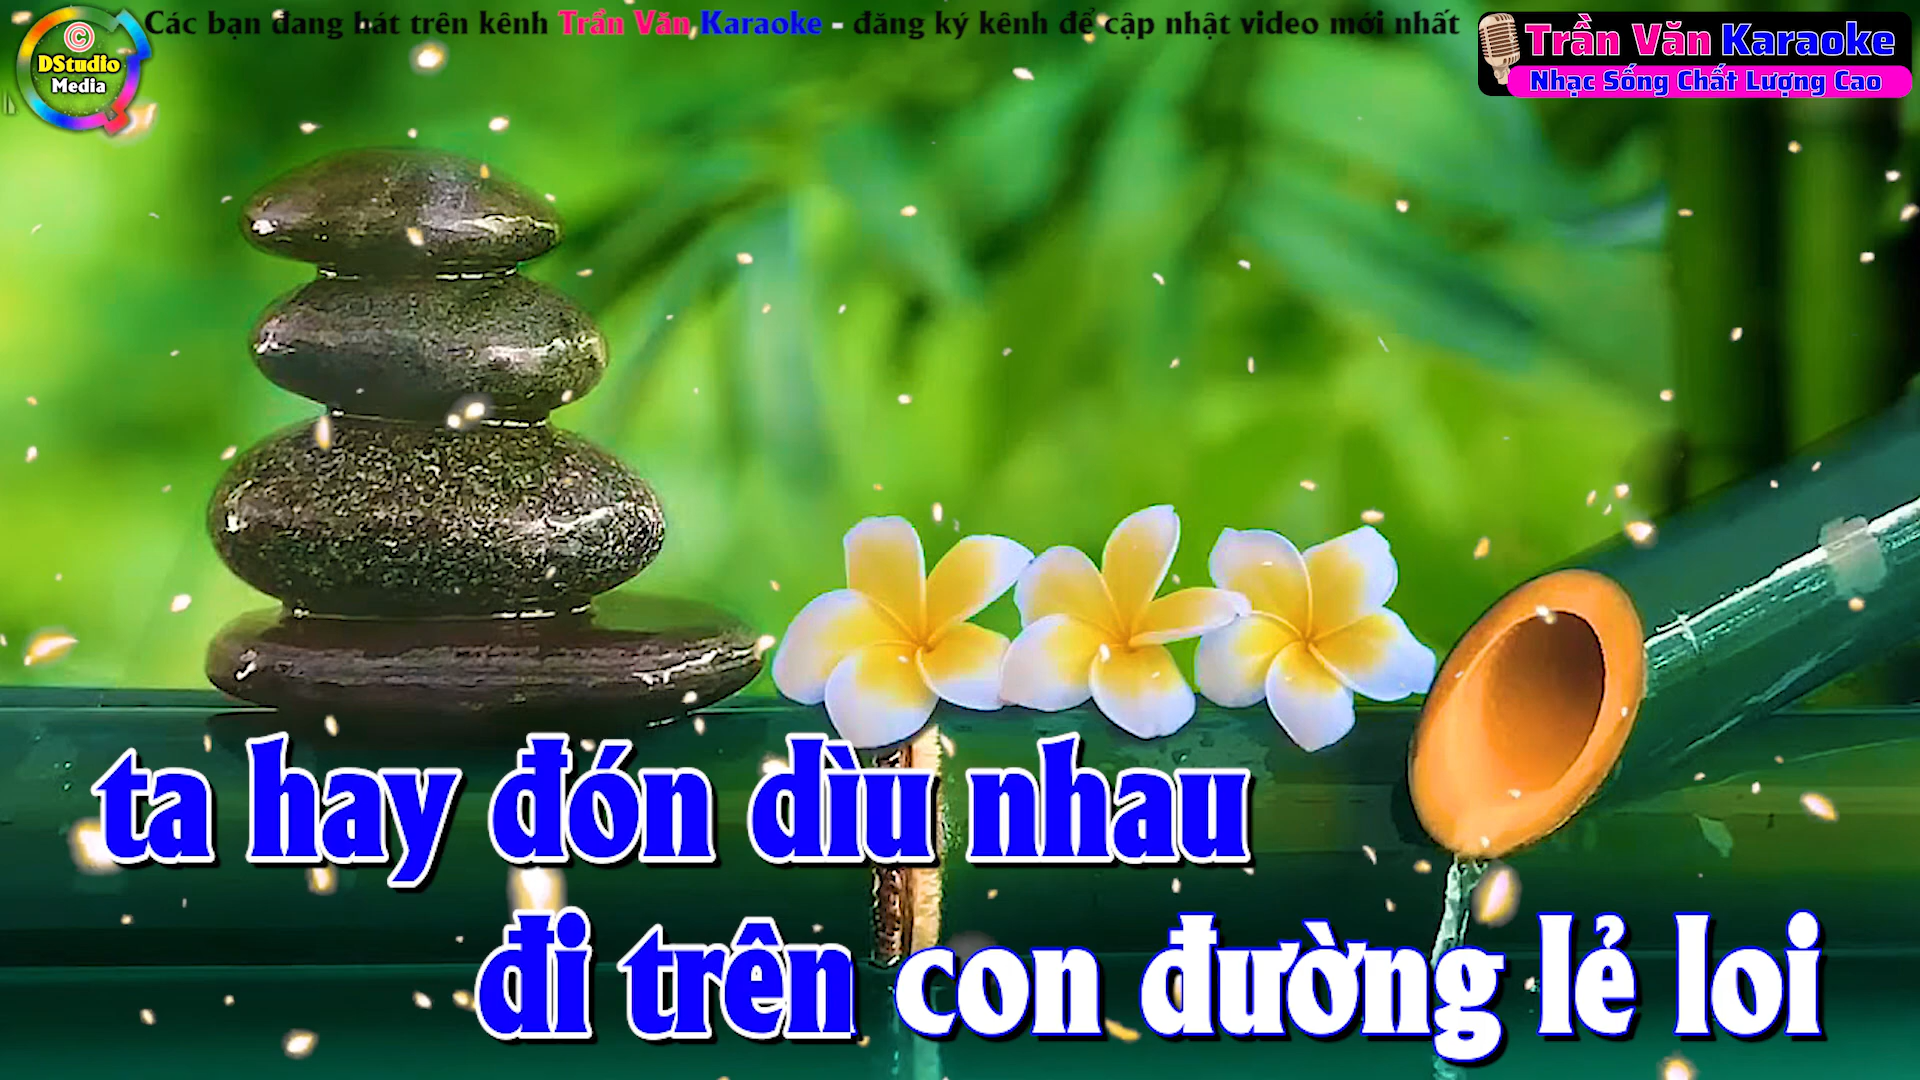 Các bạn đang hát trên kênh Trần Văn Karaoke - đăng ký kênh để cập nhật video mới nhất
©
DStudio
Media
Trần Văn Karaoke
Nhạc Sống Chất Lượng Cao
ta hay đón dìu nhau
đi trên con đường lẻ loi